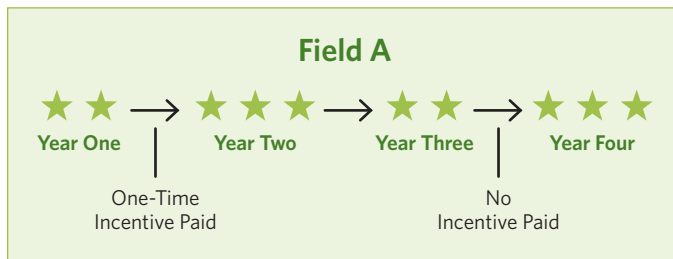 Field A
Year One Year Two Year Three Year Four
One-Time
Incentive Paid
No
Incentive Paid